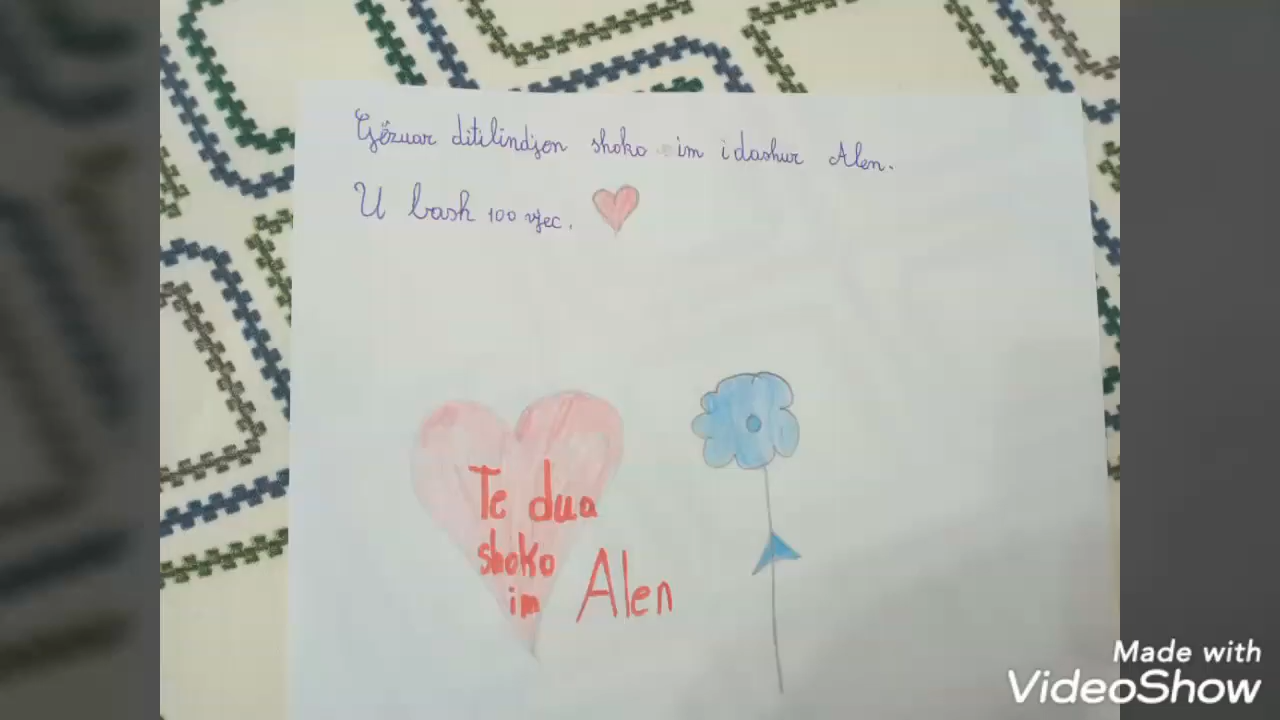 Gëzuar ditilindjen shoko im i dashur Alen.
U bash 100 vjec.
Te dua
shoko
im Alen
Made with
VideoShow